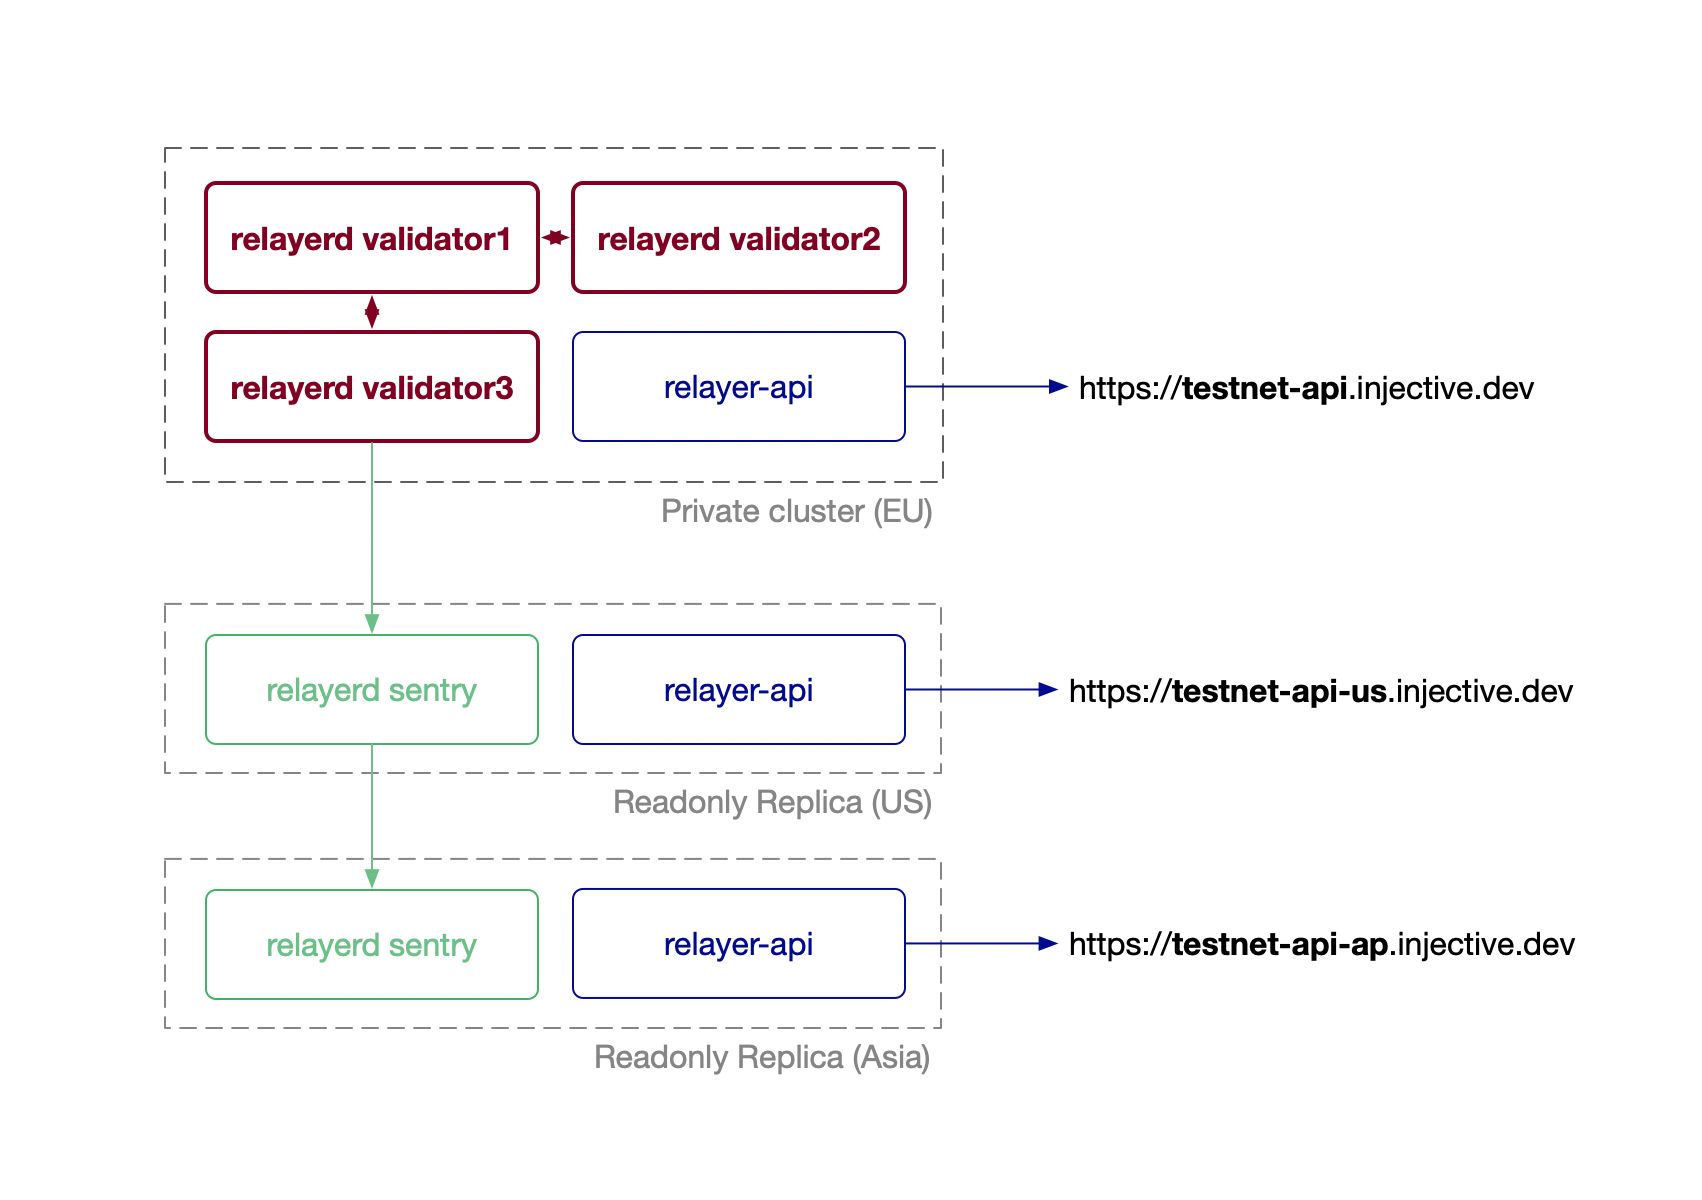 relayerd validator1
relayerd validator2
relayerd validator3
relayer-api
https://testnet-api.injective.dev
Private cluster (EU)
relayerd sentry
relayer-api
https://testnet-api-us.injective.dev
Readonly Replica (US)
relayerd sentry
relayer-api
https://testnet-api-ap.injective.dev
Readonly Replica (Asia)